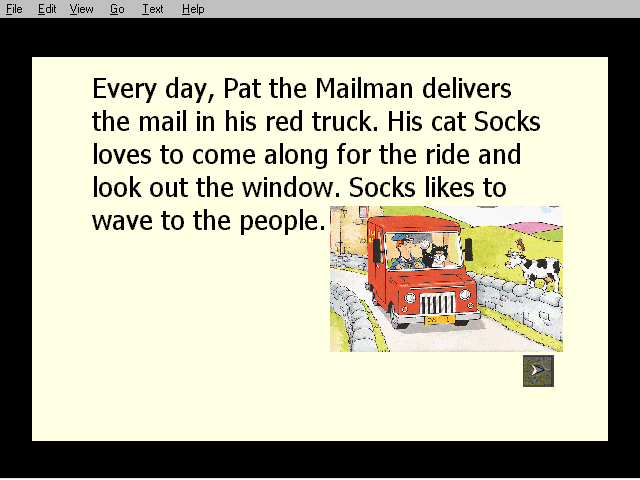 File Edit View Go Text Help
Every day, Pat the Mailman delivers
the mail in his red truck. His cat Socks
loves to come along for the ride and
look out the window. Socks likes to
wave to the people.